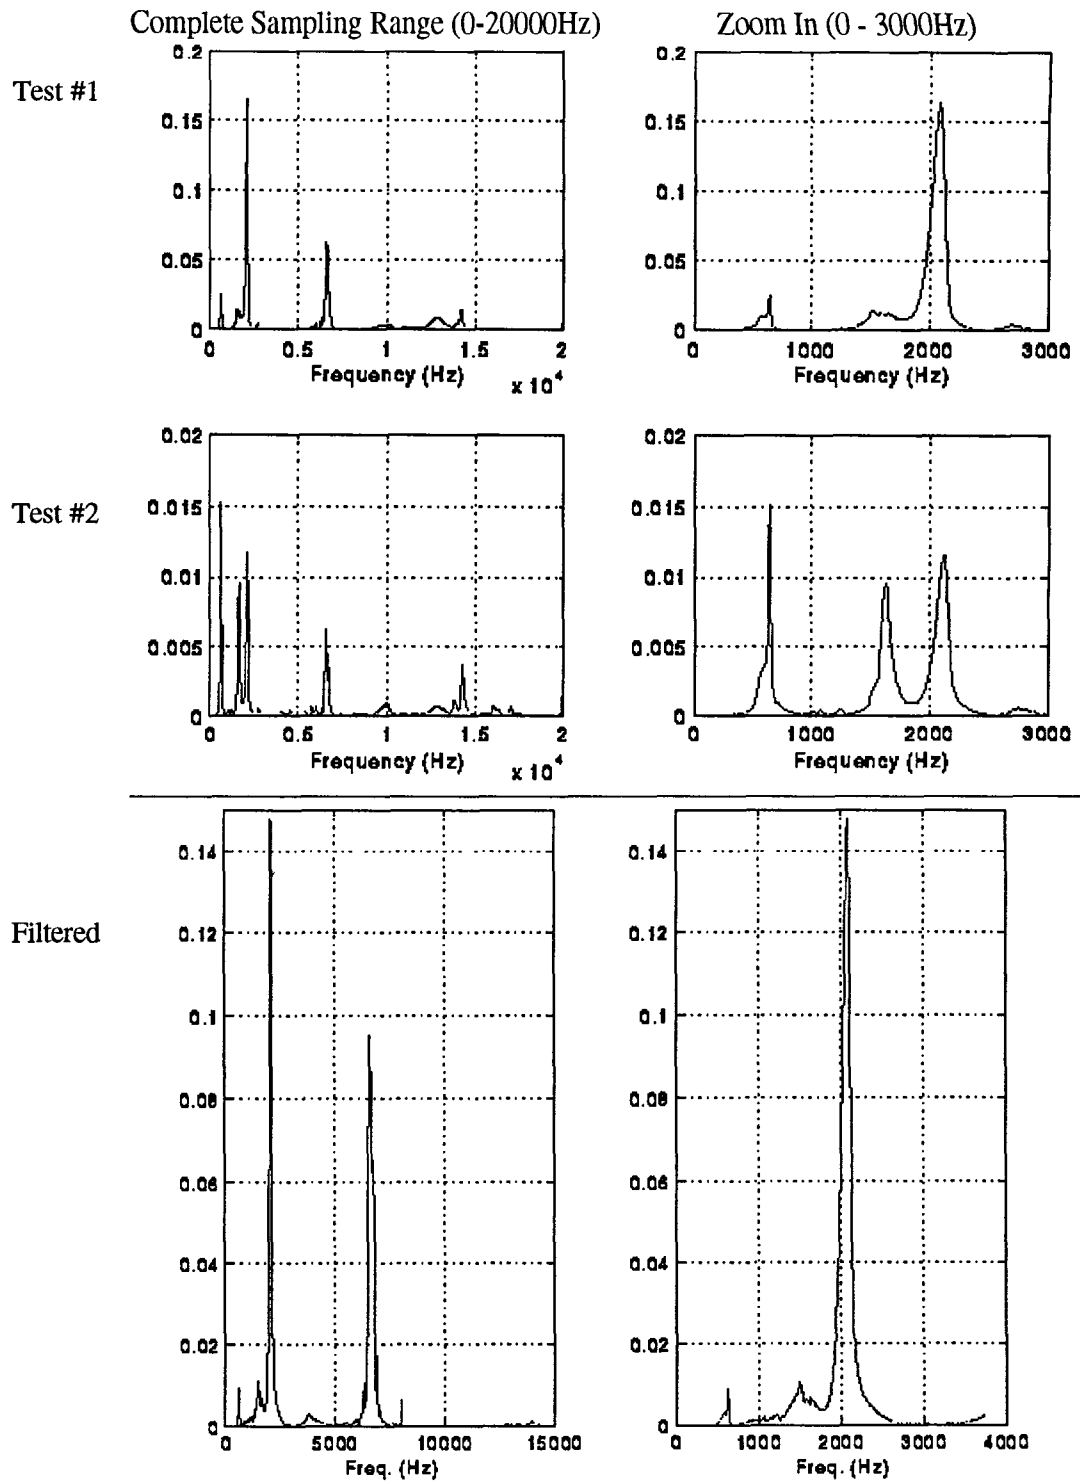 Complete Sampling Range (0-20000Hz)
Zoom In (0 - 3000Hz)
Test #1
0.2
0.15
0.1
0.05
0
0 0.5 1 1.5 2
Frequency (Hz)
x 10^4
0.2
0.15
0.1
0.05
0
0 1000 2000 3000
Frequency (Hz)
Test #2
0.02
0.015
0.01
0.005
0
0 0.5 1 1.5 2
Frequency (Hz)
x 10^4
0.02
0.015
0.01
0.005
0
0 1000 2000 3000
Frequency (Hz)
Filtered
0.14
0.12
0.1
0.08
0.06
0.04
0.02
0
0 5000 10000 15000
Freq. (Hz)
0.14
0.12
0.1
0.08
0.06
0.04
0.02
0
0 1000 2000 3000 4000
Freq. (Hz)